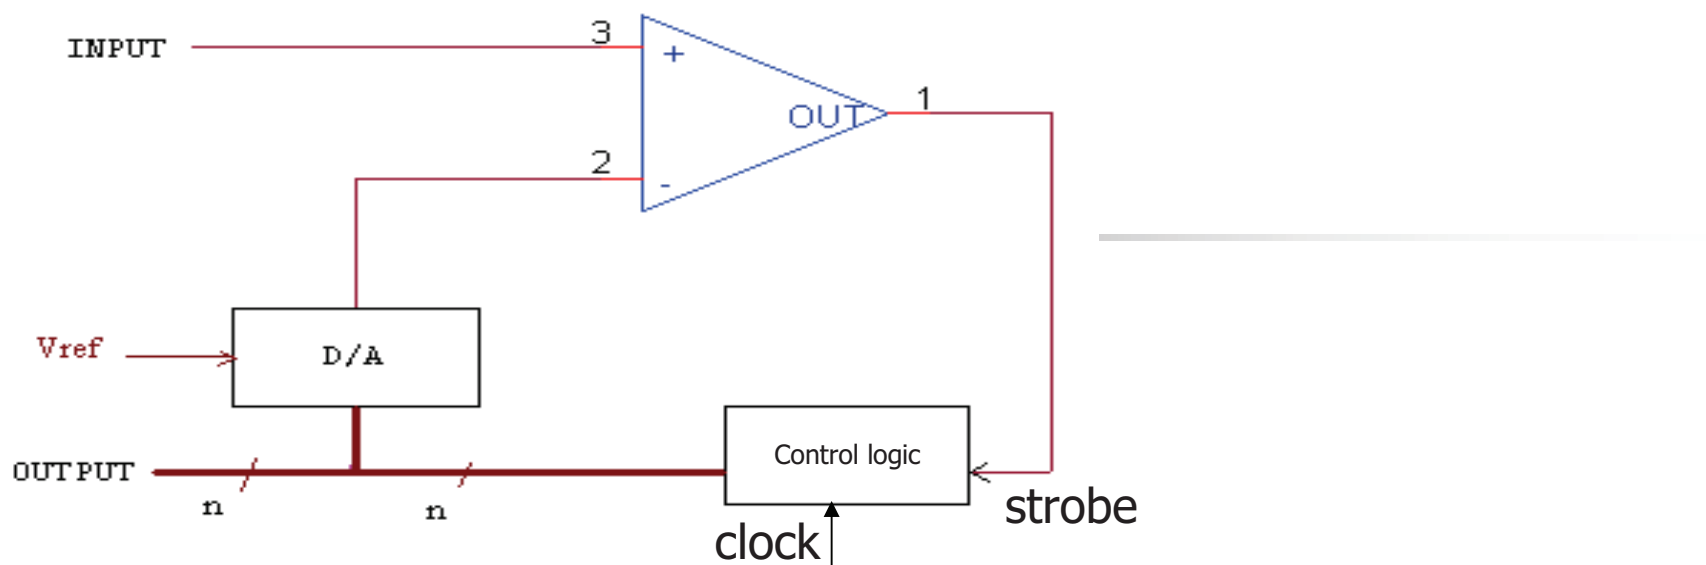 INPUT
3
+
OUT
1
2
-
Vref
D/A
Control logic
OUTPUT
n
n
strobe
clock